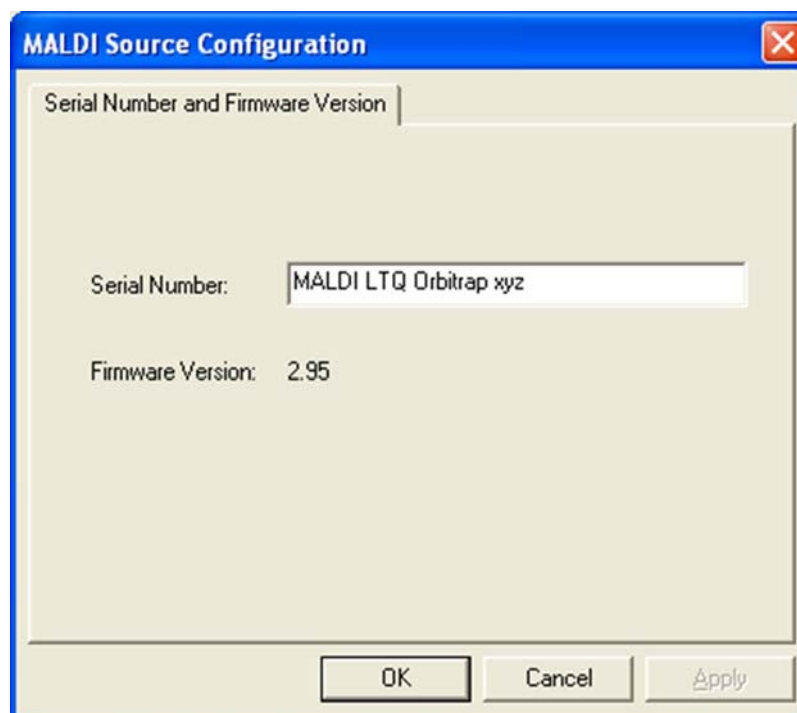 MALDI Source Configuration
Serial Number and Firmware Version
Serial Number: MALDI LTQ Orbitrap xyz
Firmware Version: 2.95
OK Cancel Apply